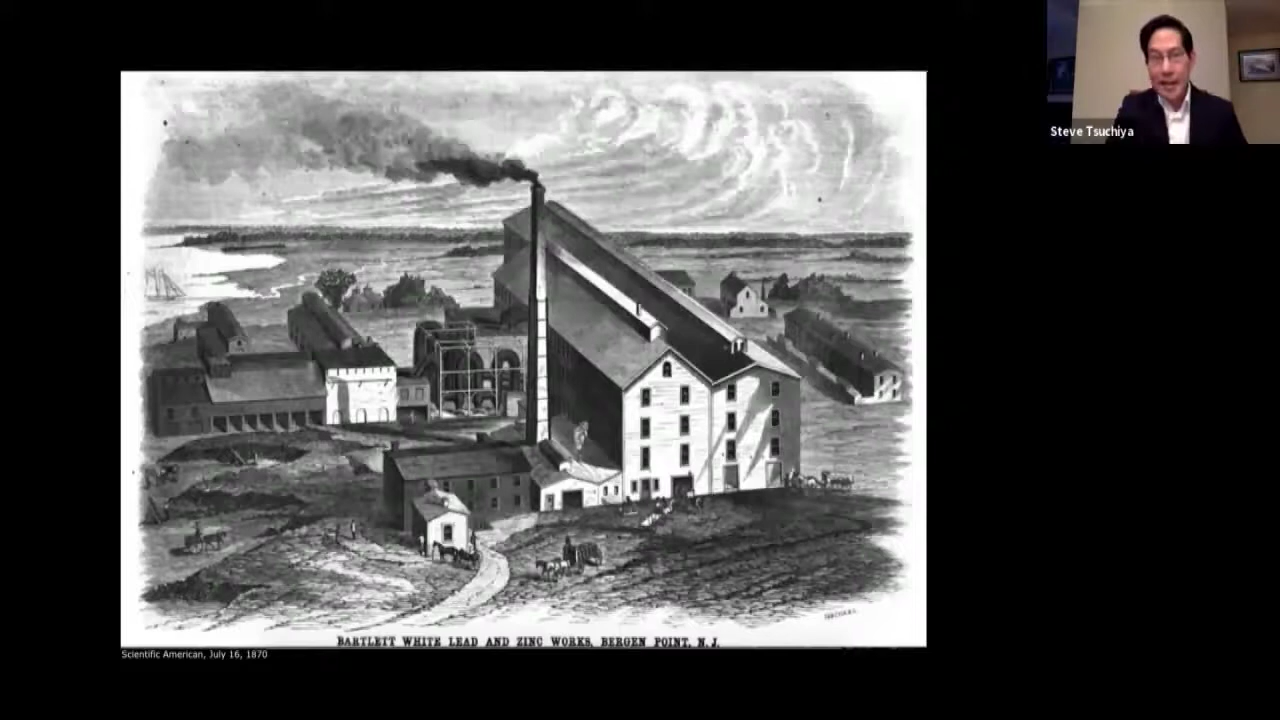 Steve Tsuchiya
BARTLETT WHITE LEAD AND ZINC WORKS, BERGEN POINT, N.J.
Scientific American, July 16, 1870